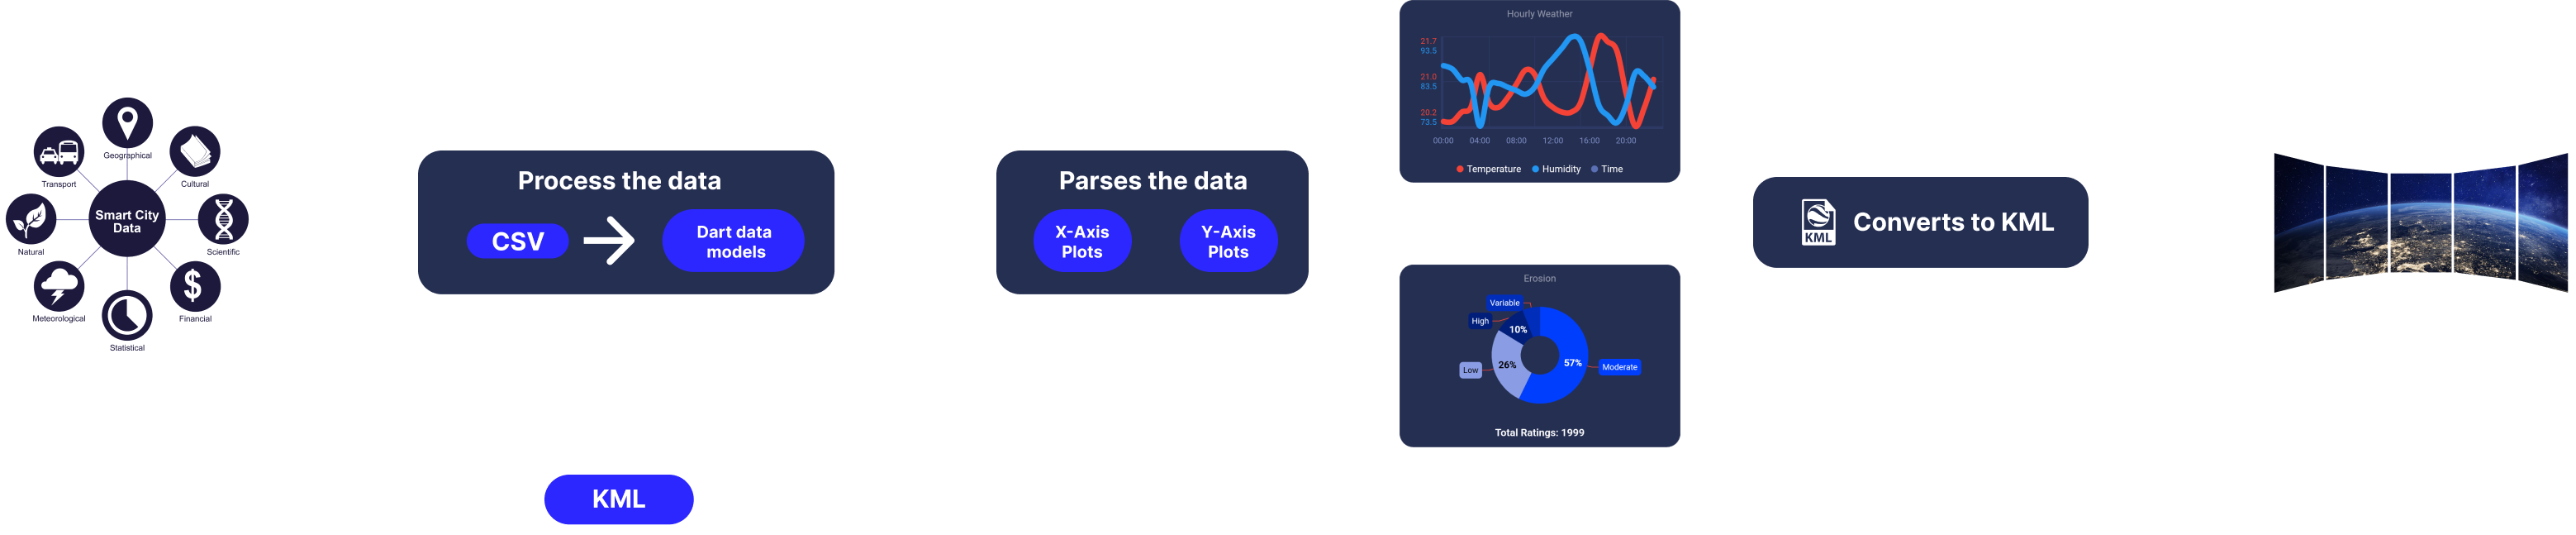 Geographical
Transport
Cultural
Smart City
Data
Natural
Scientific
Meteorological
Financial
Statistical
Process the data
CSV
Dart data
models
KML
Parses the data
X-Axis
Plots
Y-Axis
Plots
Hourly Weather
21.7
93.5
21.0
83.5
20.2
73.5
00:00 04:00 08:00 12:00 16:00 20:00
Temperature Humidity Time
Erosion
Variable
High
10%
Low
26%
57%
Moderate
Total Ratings: 1999
KML
Converts to KML